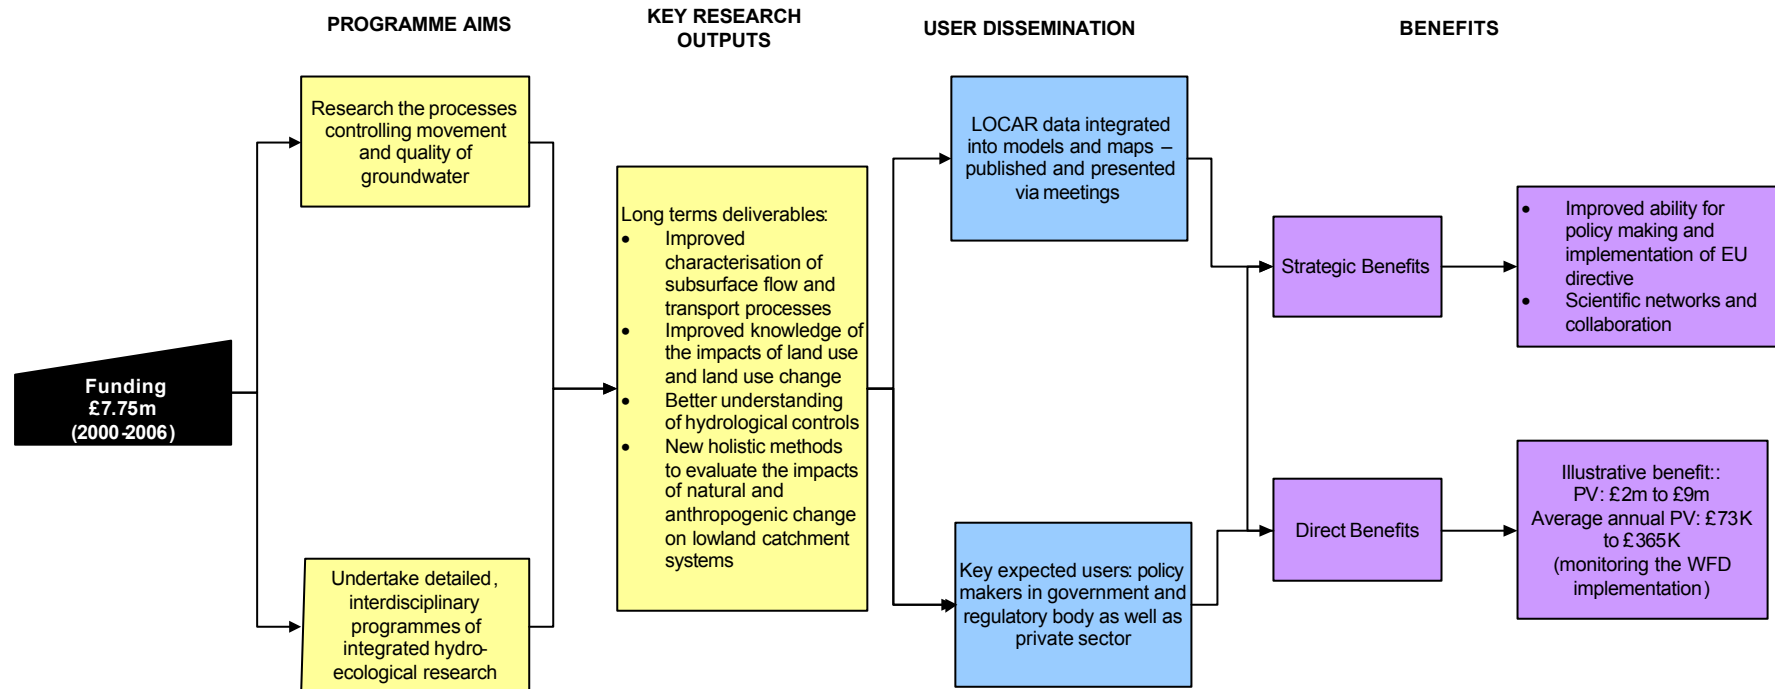 PROGRAMME AIMS
KEY RESEARCH
OUTPUTS
USER DISSEMINATION
BENEFITS
Funding
£7.75m
(2000-2006)
Research the processes
controlling movement
and quality of
groundwater
Undertake detailed,
interdisciplinary
programmes of
integrated hydro-
ecological research
Long terms deliverables:
• Improved
characterisation of
subsurface flow and
transport processes
• Improved knowledge of
the impacts of land use
and land use change
• Better understanding
of hydrological controls
• New holistic methods
to evaluate the impacts
of natural and
anthropogenic change
on lowland catchment
systems
LOCAR data integrated
into models and maps –
published and presented
via meetings
Key expected users: policy
makers in government and
regulatory body as well as
private sector
Strategic Benefits
• Improved ability for
policy making and
implementation of EU
directive
• Scientific networks and
collaboration
Direct Benefits
Illustrative benefit::
PV: £2m to £9m
Average annual PV: £73K
to £365K
(monitoring the WFD
implementation)